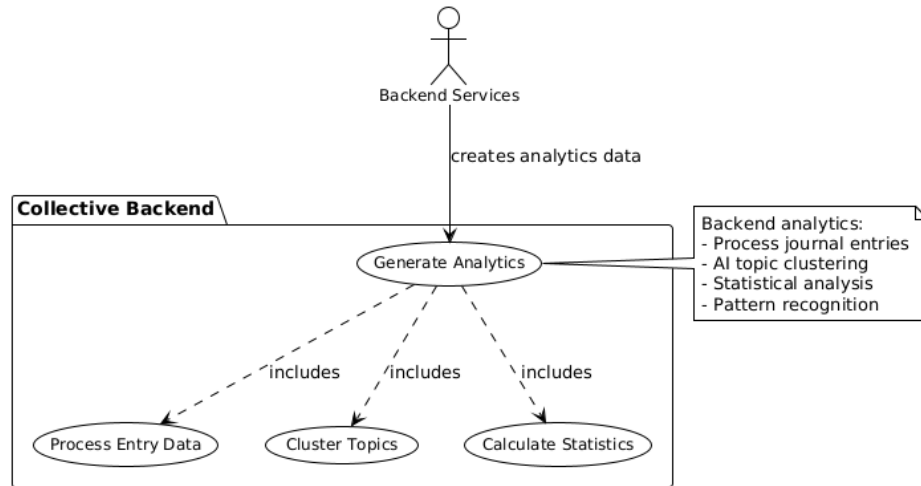 Backend Services
creates analytics data
Collective Backend
Generate Analytics
Backend analytics:
- Process journal entries
- AI topic clustering
- Statistical analysis
- Pattern recognition
includes
includes
includes
Process Entry Data
Cluster Topics
Calculate Statistics